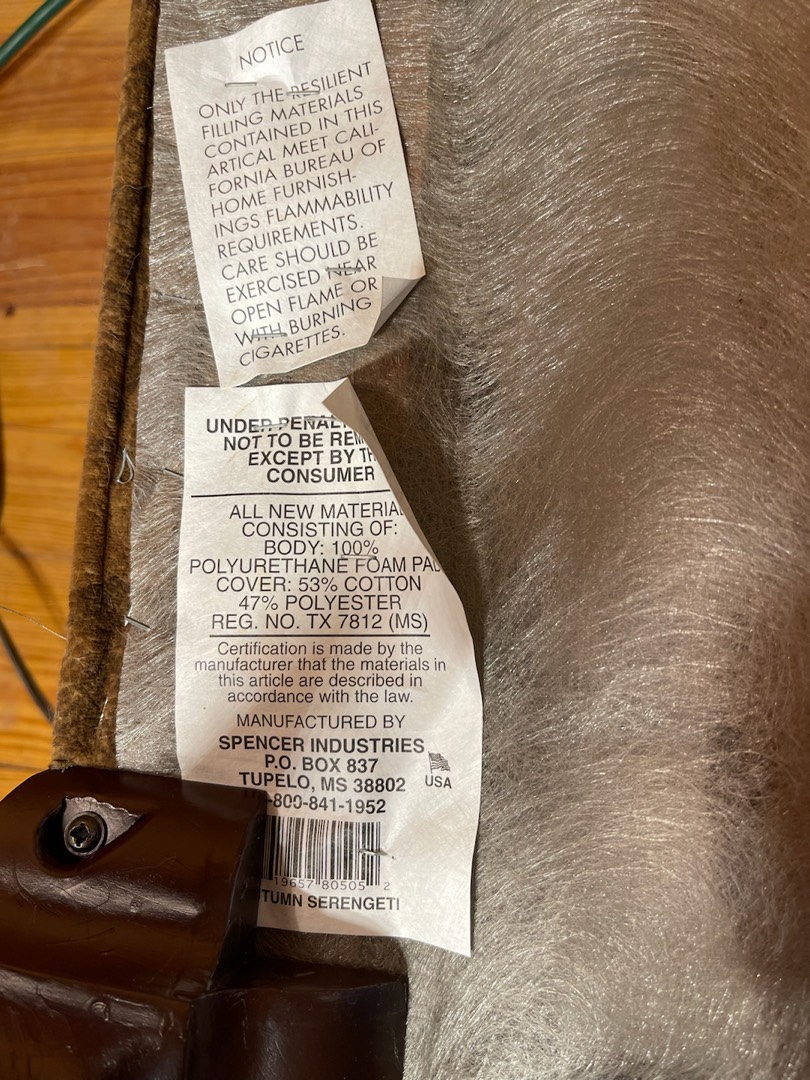 NOTICE
ONLY THE RESILIENT
FILLING MATERIALS
CONTAINED IN THIS
ARTICAL MEET CALI-
FORNIA BUREAU OF
HOME FURNISH-
INGS FLAMMABILITY
REQUIREMENTS.
CARE SHOULD BE
EXERCISED NEAR
OPEN FLAME OR
WITH BURNING
CIGARETTES.
UNDER PENAL
NOT TO BE REM
EXCEPT BY TH
CONSUMER
ALL NEW MATERIAL
CONSISTING OF:
BODY: 100%
POLYURETHANE FOAM PAD
COVER: 53% COTTON
47% POLYESTER
REG. NO. TX 7812 (MS)
Certification is made by the
manufacturer that the materials in
this article are described in
accordance with the law.
MANUFACTURED BY
SPENCER INDUSTRIES
P.O. BOX 837
TUPELO, MS 38802
USA
-800-841-1952
19657 80505 2
TUMN SERENGETI